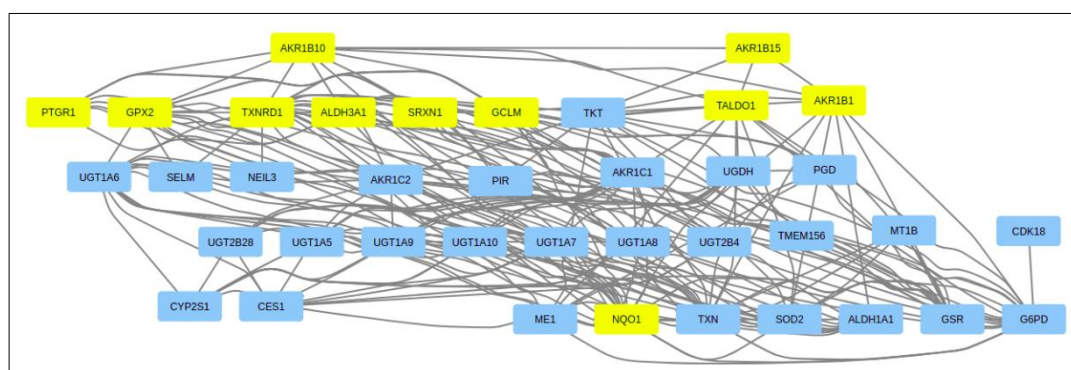 AKR1B10 AKR1B15
PTGR1 GPX2 TXNRD1 ALDH3A1 SRXN1 GCLM TKT TALDO1 AKR1B1
UGT1A6 SELM NEIL3 AKR1C2 PIR AKR1C1 UGDH PGD
UGT2B28 UGT1A5 UGT1A9 UGT1A10 UGT1A7 UGT1A8 UGT2B4 TMEM156 MT1B CDK18
CYP2S1 CES1 ME1 NQO1 TXN SOD2 ALDH1A1 GSR G6PD